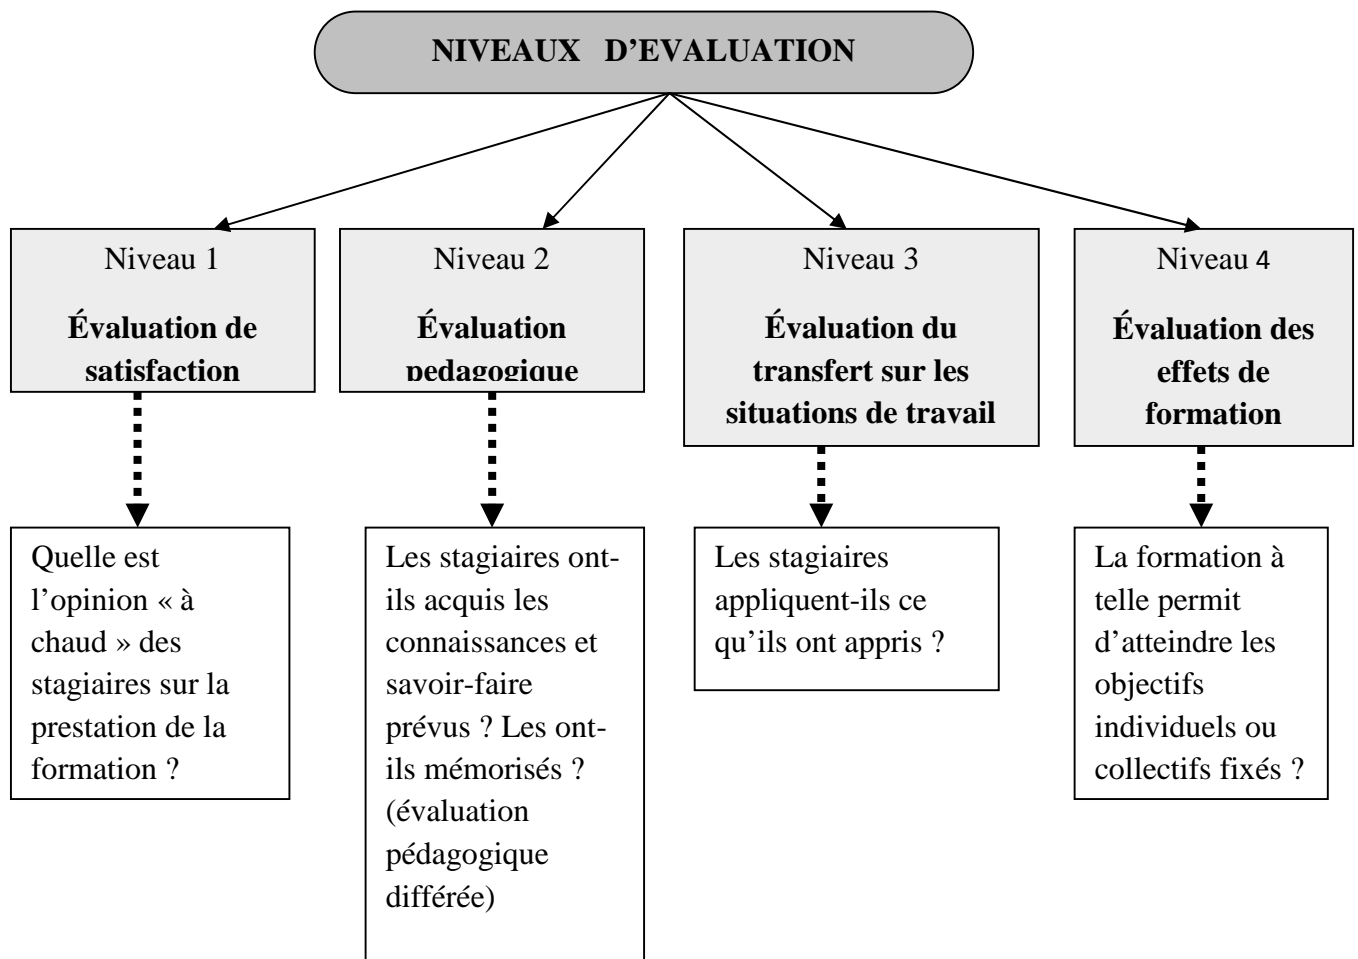 NIVEAUX D’EVALUATION
Niveau 1
Évaluation de
satisfaction
Niveau 2
Évaluation
pedagogique
Niveau 3
Évaluation du
transfert sur les
situations de travail
Niveau 4
Évaluation des
effets de
formation
Quelle est
l’opinion « à
chaud » des
stagiaires sur la
prestation de la
formation ?
Les stagiaires ont-
ils acquis les
connaissances et
savoir-faire
prévus ? Les ont-
ils mémorisés ?
(évaluation
pédagogique
différée)
Les stagiaires
appliquent-ils ce
qu’ils ont appris ?
La formation à
telle permit
d’atteindre les
objectifs
individuels ou
collectifs fixés ?